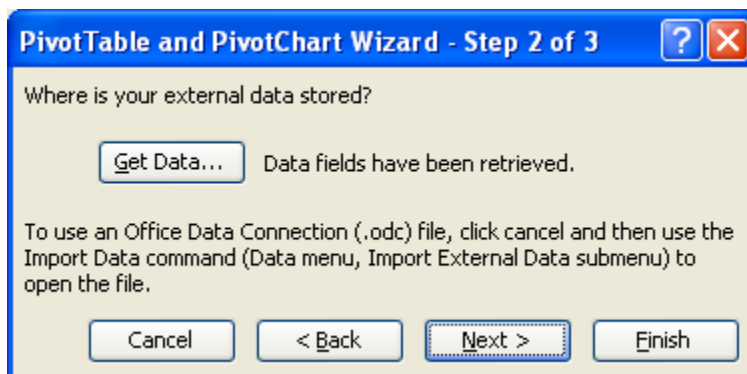 PivotTable and PivotChart Wizard - Step 2 of 3
Where is your external data stored?
Get Data... Data fields have been retrieved.
To use an Office Data Connection (.odc) file, click cancel and then use the
Import Data command (Data menu, Import External Data submenu) to
open the file.
Cancel < Back Next > Finish